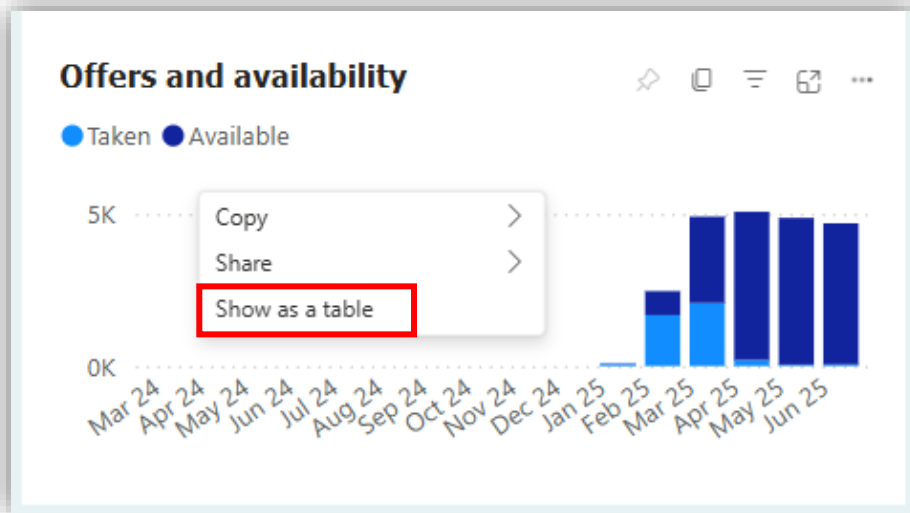 Offers and availability
Taken Available
5K
Copy
Share
Show as a table
0K
Mar 24 Apr 24 May 24 Jun 24 Jul 24 Aug 24 Sep 24 Oct 24 Nov 24 Dec 24 Jan 25 Feb 25 Mar 25 Apr 25 May 25 Jun 25